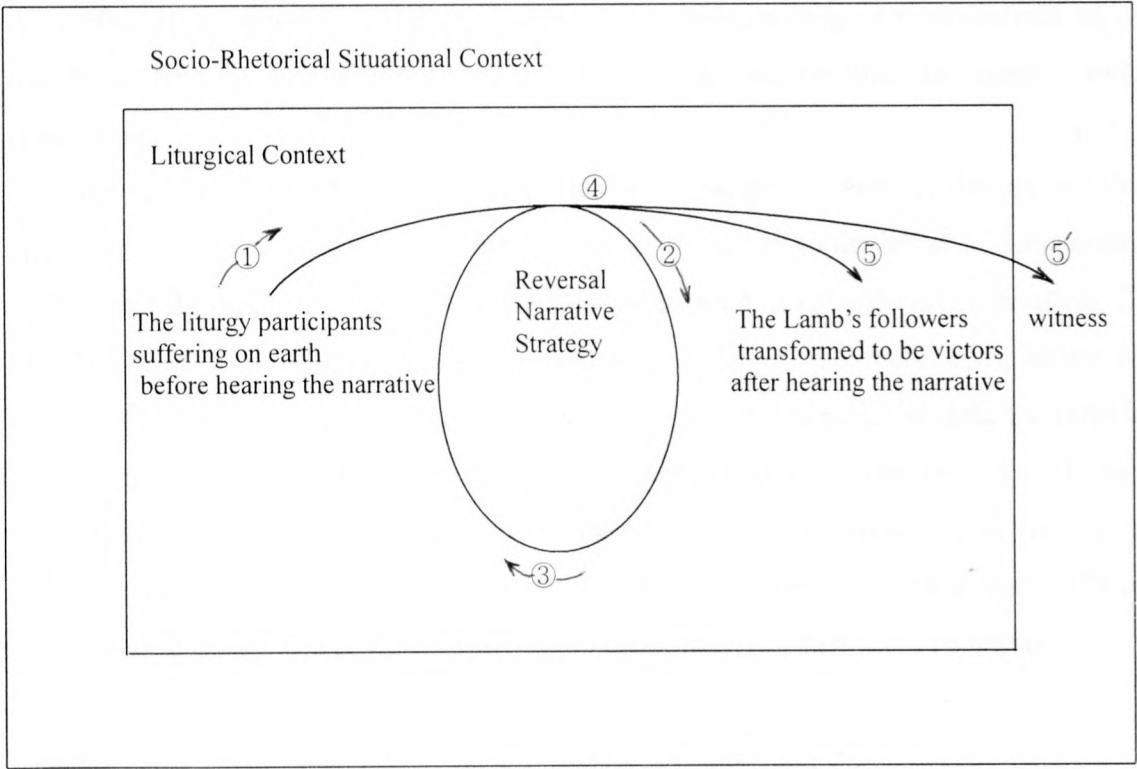 Socio-Rhetorical Situational Context
Liturgical Context
④
①
②
⑤
⑤′
Reversal
Narrative
Strategy
The liturgy participants
suffering on earth
before hearing the narrative
The Lamb's followers
transformed to be victors
after hearing the narrative
witness
③